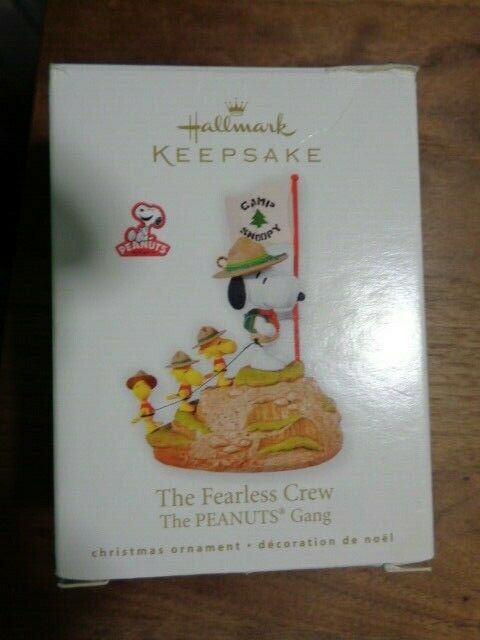 Hallmark
KEEPSAKE
CAMP
SNOOPY
PEANUTS
The Fearless Crew
The PEANUTS® Gang
christmas ornament • décoration de noël